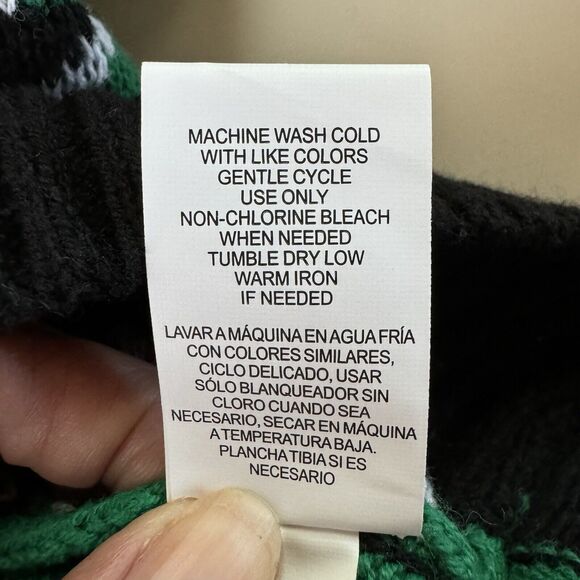 MACHINE WASH COLD
WITH LIKE COLORS
GENTLE CYCLE
USE ONLY
NON-CHLORINE BLEACH
WHEN NEEDED
TUMBLE DRY LOW
WARM IRON
IF NEEDED
LAVAR A MÁQUINA EN AGUA FRÍA
CON COLORES SIMILARES,
CICLO DELICADO, USAR
SÓLO BLANQUEADOR SIN
CLORO CUANDO SEA
NECESARIO, SECAR EN MÁQUINA
A TEMPERATURA BAJA.
PLANCHA TIBIA SI ES
NECESARIO